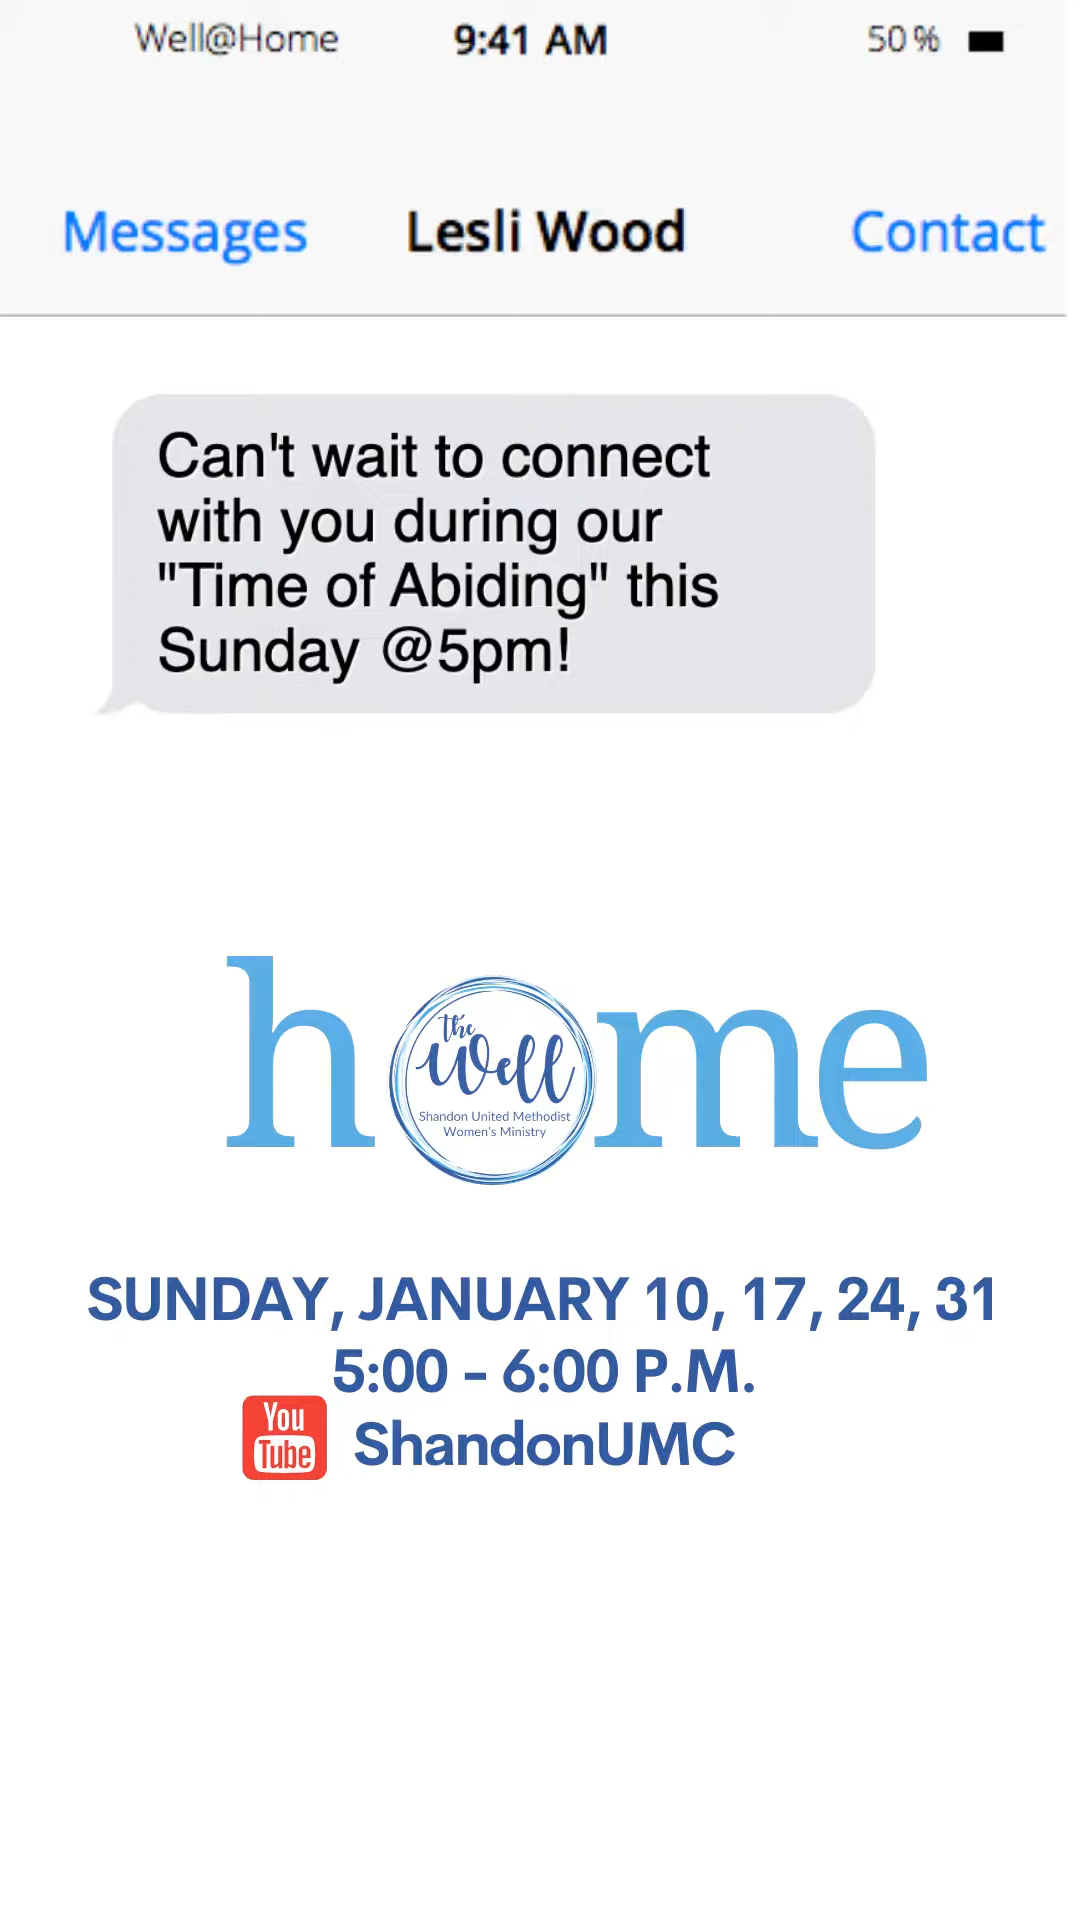 Well@Home 9:41 AM 50 %
Messages Lesli Wood Contact
Can't wait to connect
with you during our
"Time of Abiding" this
Sunday @5pm!
home
the
Well
Shandon United Methodist
Women's Ministry
SUNDAY, JANUARY 10, 17, 24, 31
5:00 - 6:00 P.M.
You
Tube
ShandonUMC